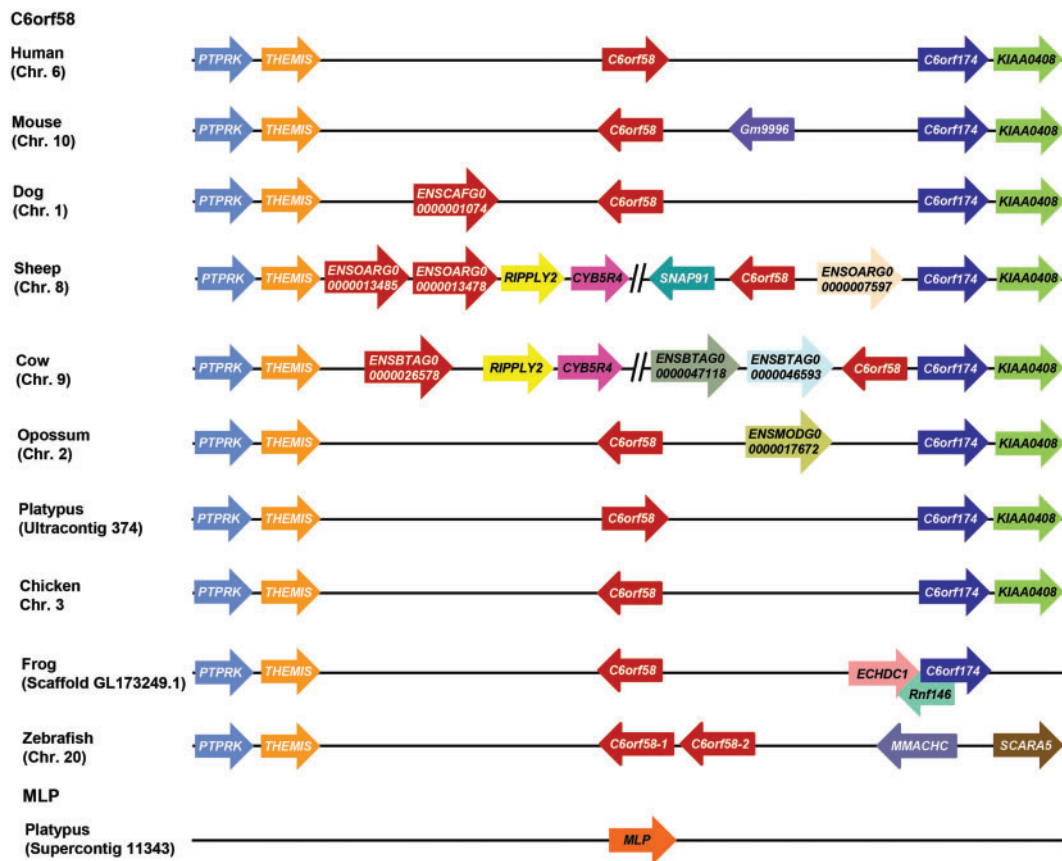 C6orf58
Human
(Chr. 6)
PTPRK THEMIS C6orf58 C6orf174 KIAA0408
Mouse
(Chr. 10)
PTPRK THEMIS C6orf58 Gm9996 C6orf174 KIAA0408
Dog
(Chr. 1)
PTPRK THEMIS ENSCAFG0
0000001074 C6orf58 C6orf174 KIAA0408
Sheep
(Chr. 8)
PTPRK THEMIS ENSOARG0
0000013485 ENSOARG0
0000013478 RIPPLY2 CYB5R4 // SNAP91 C6orf58 ENSOARG0
0000007597 C6orf174 KIAA0408
Cow
(Chr. 9)
PTPRK THEMIS ENSBTAG0
0000026578 RIPPLY2 CYB5R4 // ENSBTAG0
0000047118 ENSBTAG0
0000046593 C6orf58 C6orf174 KIAA0408
Opossum
(Chr. 2)
PTPRK THEMIS C6orf58 ENSMODG0
0000017672 C6orf174 KIAA0408
Platypus
(Ultracontig 374)
PTPRK THEMIS C6orf58 C6orf174 KIAA0408
Chicken
Chr. 3
PTPRK THEMIS C6orf58 C6orf174 KIAA0408
Frog
(Scaffold GL173249.1)
PTPRK THEMIS C6orf58 ECHDC1 C6orf174
Rnf146
Zebrafish
(Chr. 20)
PTPRK THEMIS C6orf58-1 C6orf58-2 MMACHC SCARA5
MLP
Platypus
(Supercontig 11343)
MLP